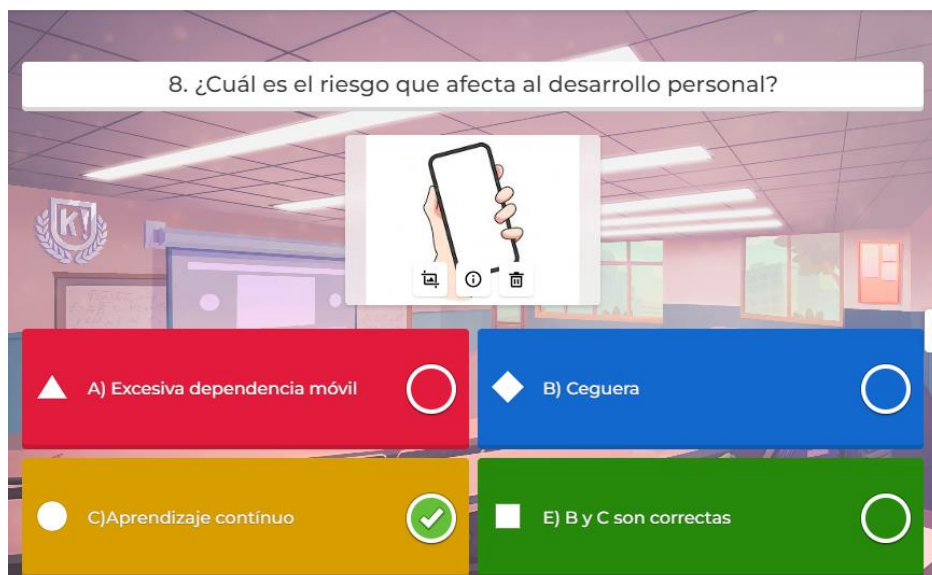 8. ¿Cuál es el riesgo que afecta al desarrollo personal?
K!
A) Excesiva dependencia móvil
B) Ceguera
C)Aprendizaje contínuo
E) B y C son correctas